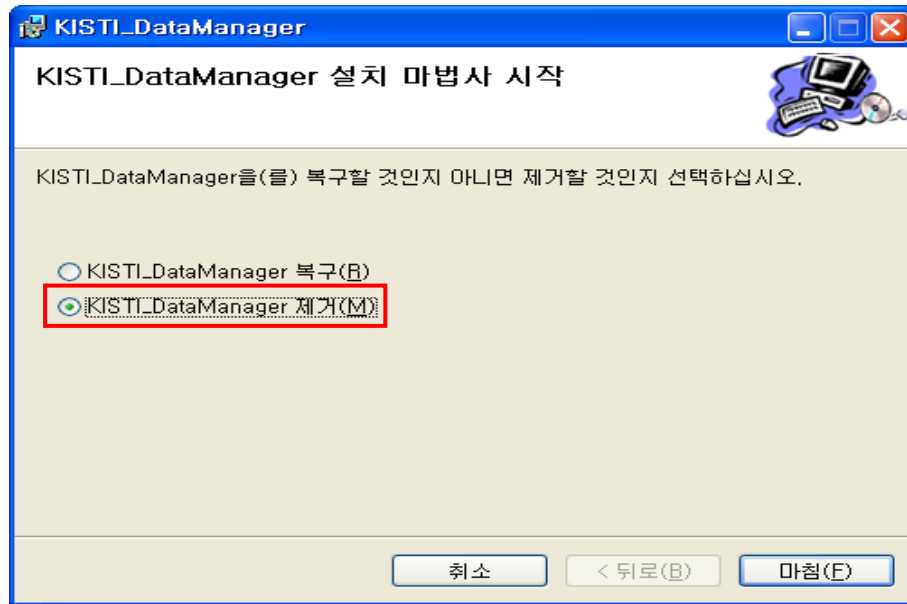 KISTI_DataManager
KISTI_DataManager 설치 마법사 시작
KISTI_DataManager을(를) 복구할 것인지 아니면 제거할 것인지 선택하십시오.
KISTI_DataManager 복구(R)
KISTI_DataManager 제거(M)
취소
< 뒤로(B)
마침(F)